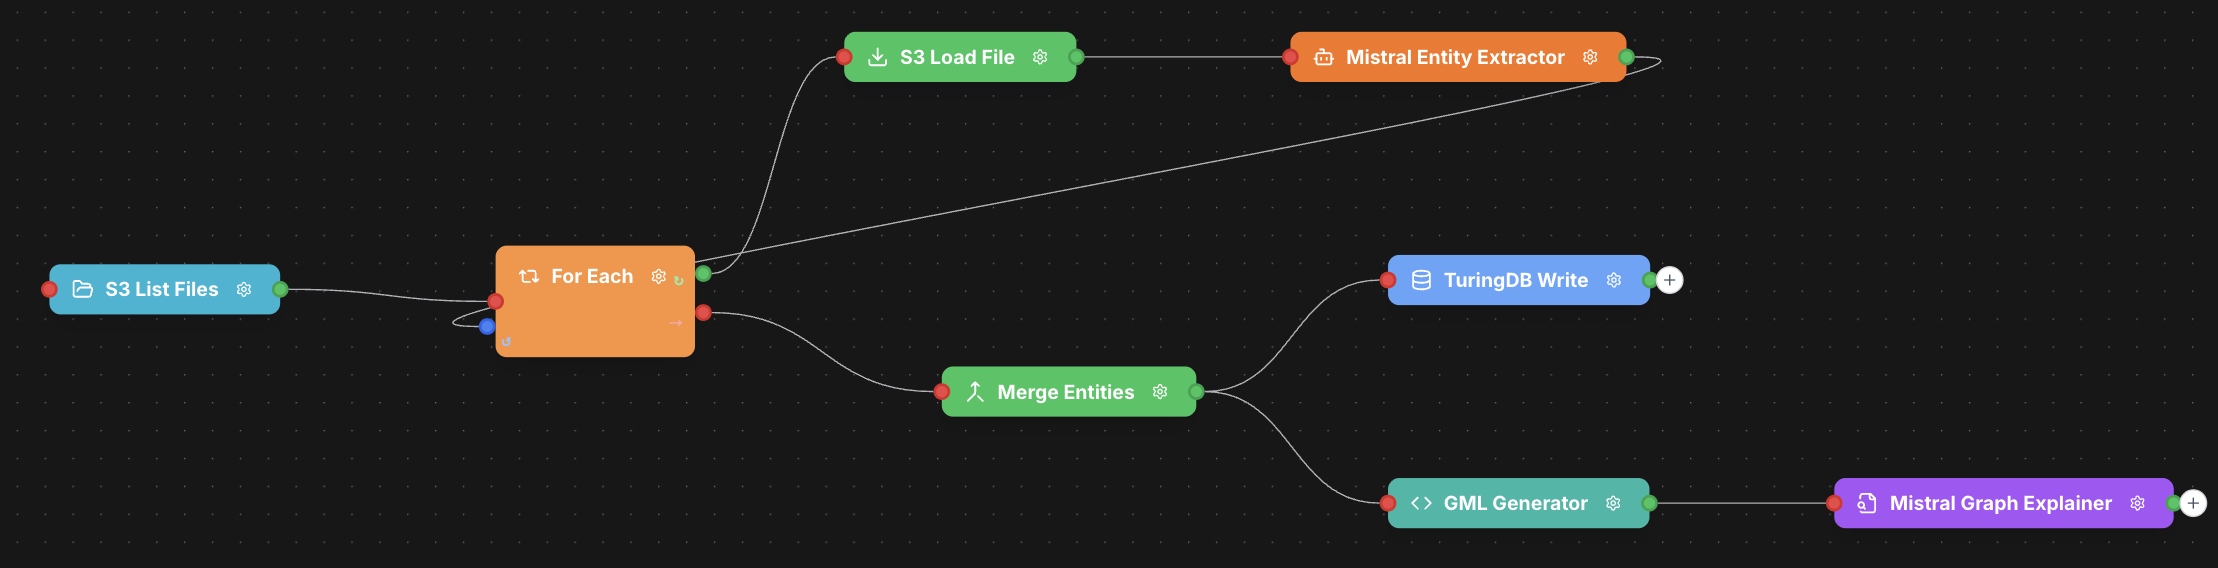 S3 Load File
Mistral Entity Extractor
S3 List Files
For Each
TuringDB Write
Merge Entities
GML Generator
Mistral Graph Explainer